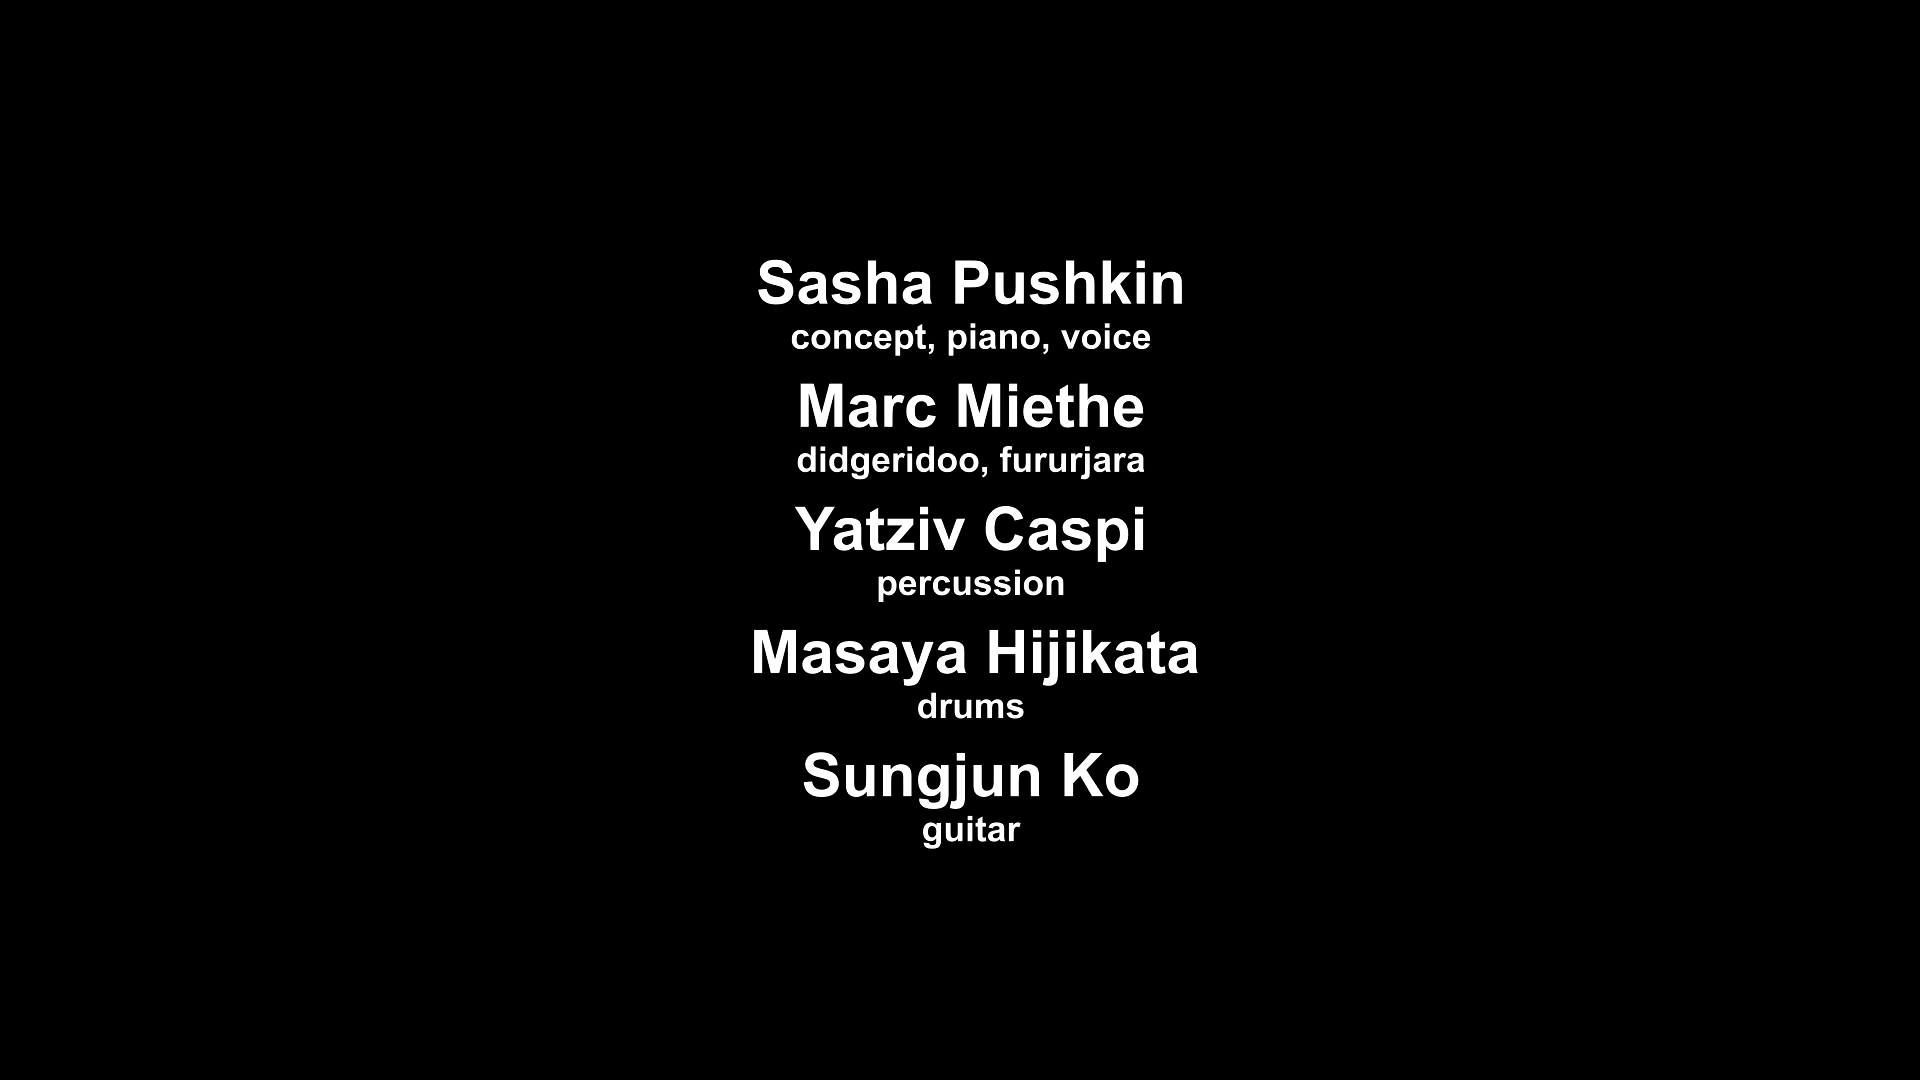 Sasha Pushkin
concept, piano, voice
Marc Miethe
didgeridoo, fururjara
Yatziv Caspi
percussion
Masaya Hijikata
drums
Sungjun Ko
guitar